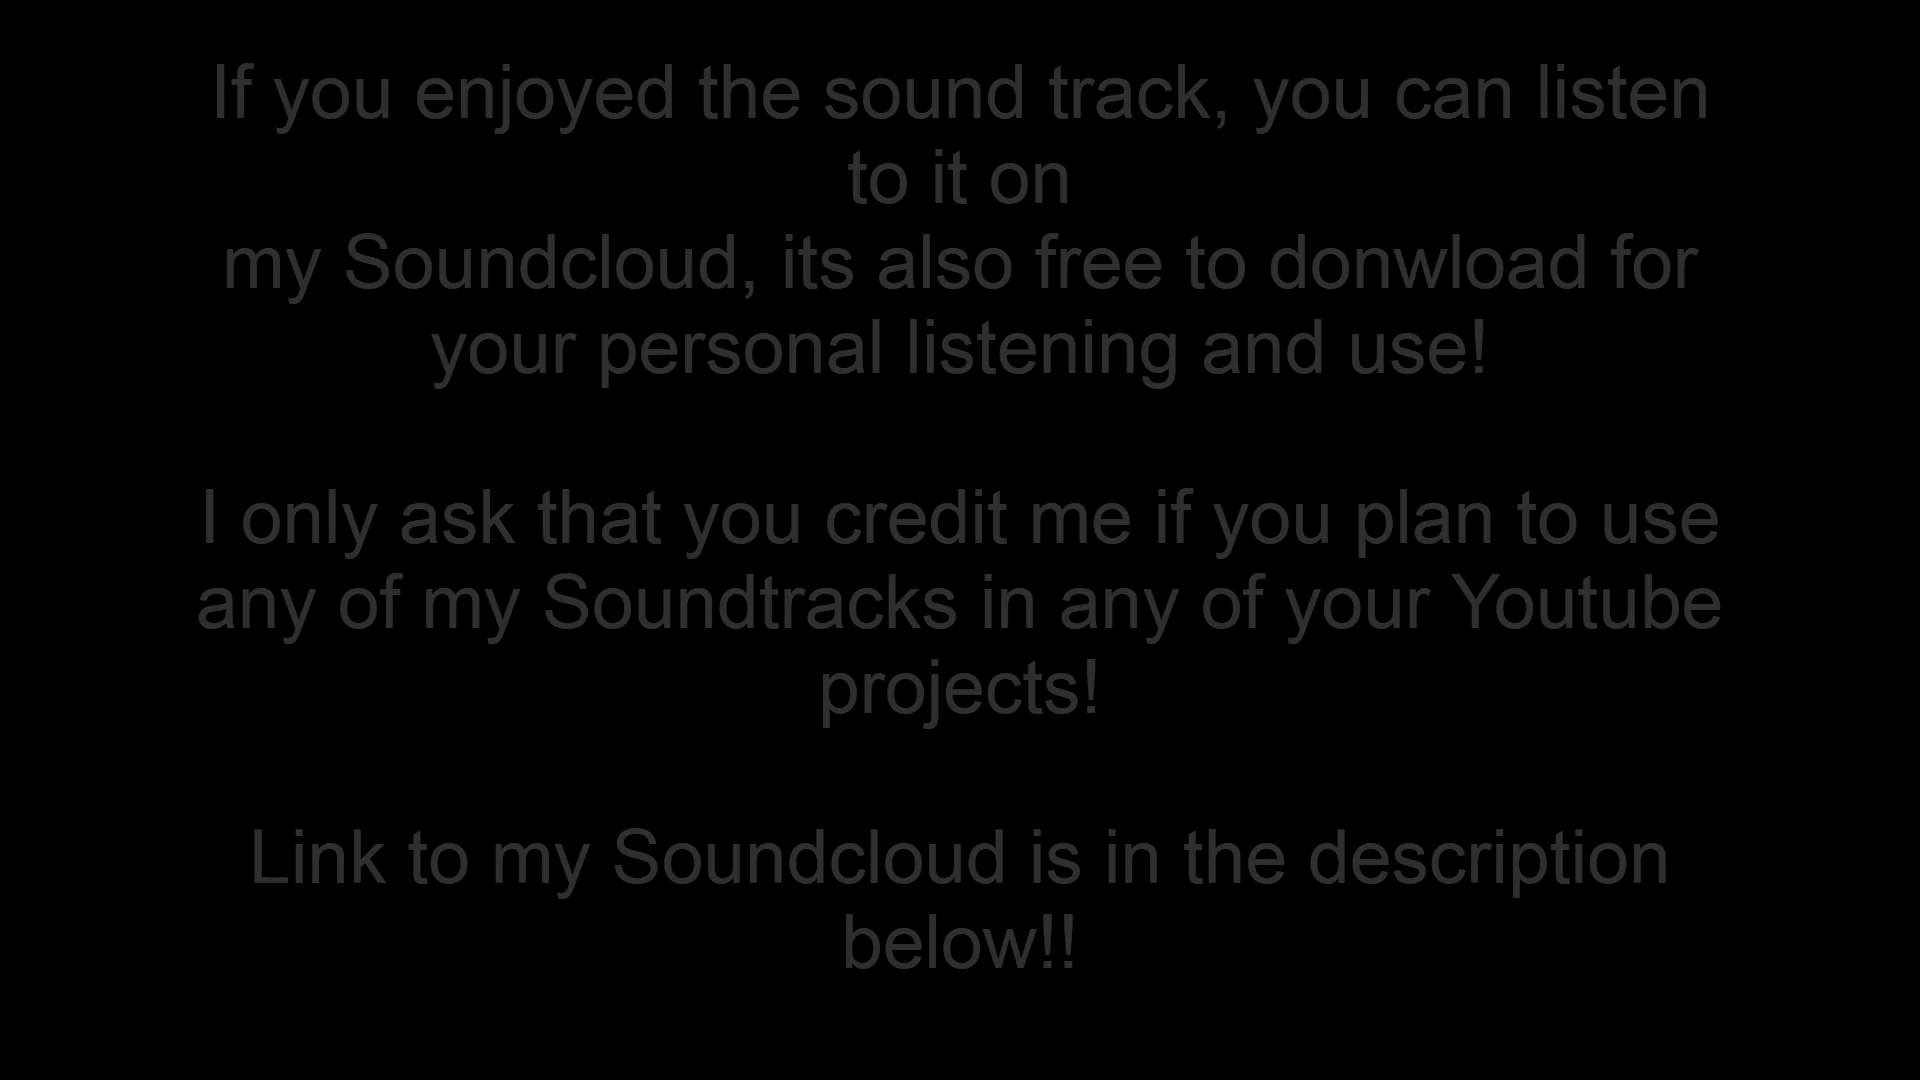 If you enjoyed the sound track, you can listen
to it on
my Soundcloud, its also free to donwload for
your personal listening and use!
I only ask that you credit me if you plan to use
any of my Soundtracks in any of your Youtube
projects!
Link to my Soundcloud is in the description
below!!